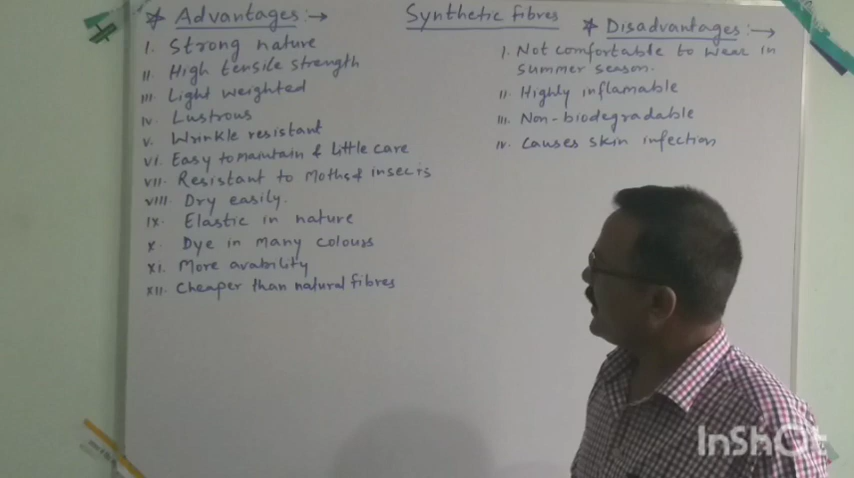 Synthetic fibres
* Advantages:→
I. Strong nature
II. High tensile strength
III. Light weighted
IV. Lustrous
V. Wrinkle resistant
VI. Easy to maintain & Little care
VII. Resistant to Moths & insects
VIII. Dry easily.
IX. Elastic in nature
X. Dye in many colours
XI. More avability
XII. Cheaper than natural fibres
* Disadvantages:→
I. Not comfortable to wear in
summer season.
II. Highly inflamable
III. Non-biodegradable
IV. Causes skin infection
InShOt